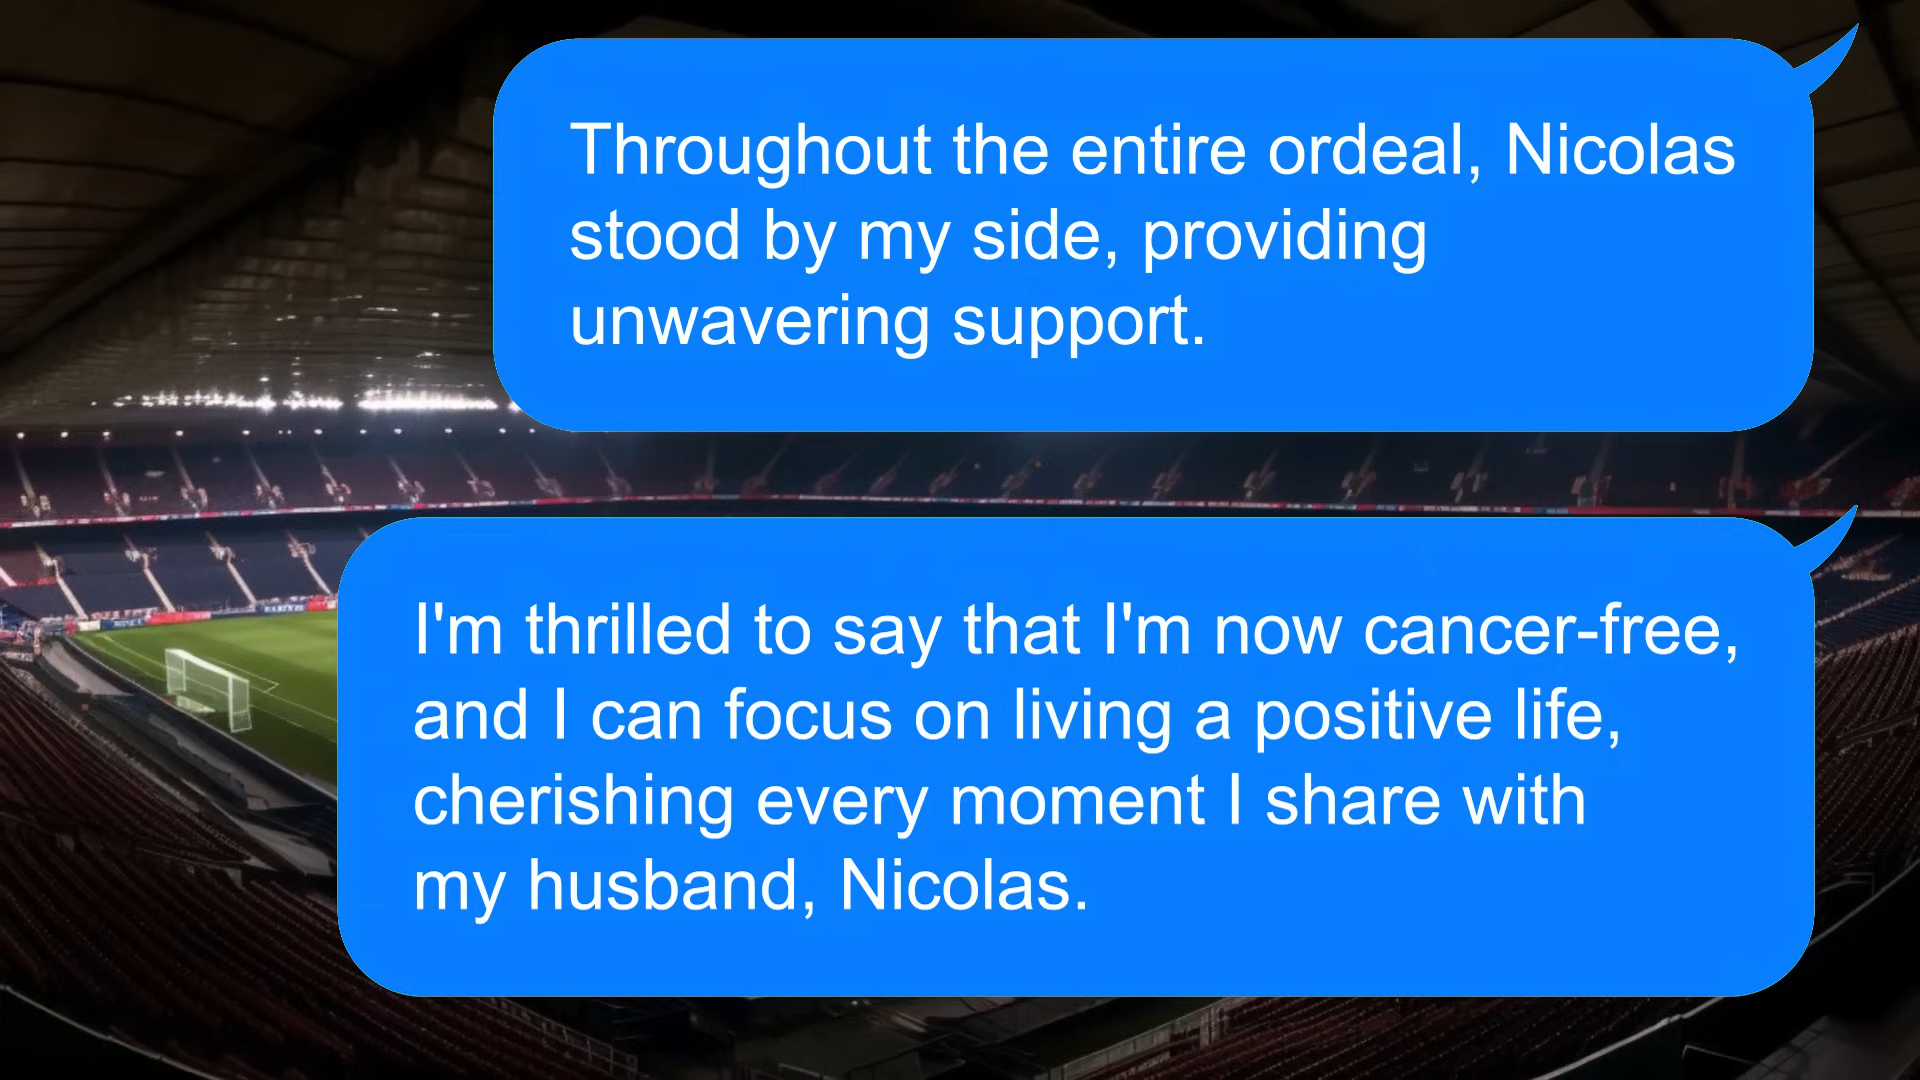 Throughout the entire ordeal, Nicolas
stood by my side, providing
unwavering support.
I'm thrilled to say that I'm now cancer-free,
and I can focus on living a positive life,
cherishing every moment I share with
my husband, Nicolas.